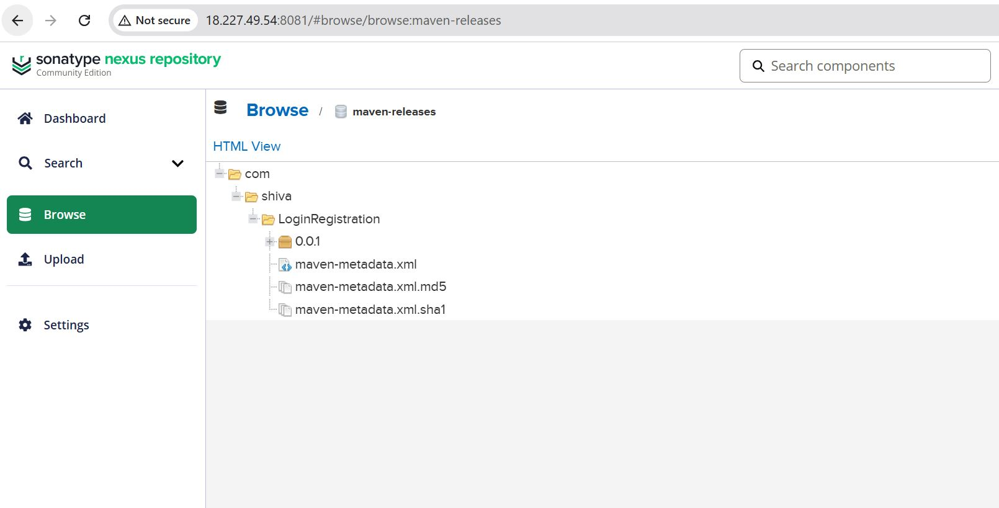 Not secure 18.227.49.54:8081/#browse/browse:maven-releases
sonatype nexus repository
Community Edition
Search components
Dashboard
Search
Browse
Upload
Settings
Browse / maven-releases
HTML View
com
shiva
LoginRegistration
0.0.1
maven-metadata.xml
maven-metadata.xml.md5
maven-metadata.xml.sha1